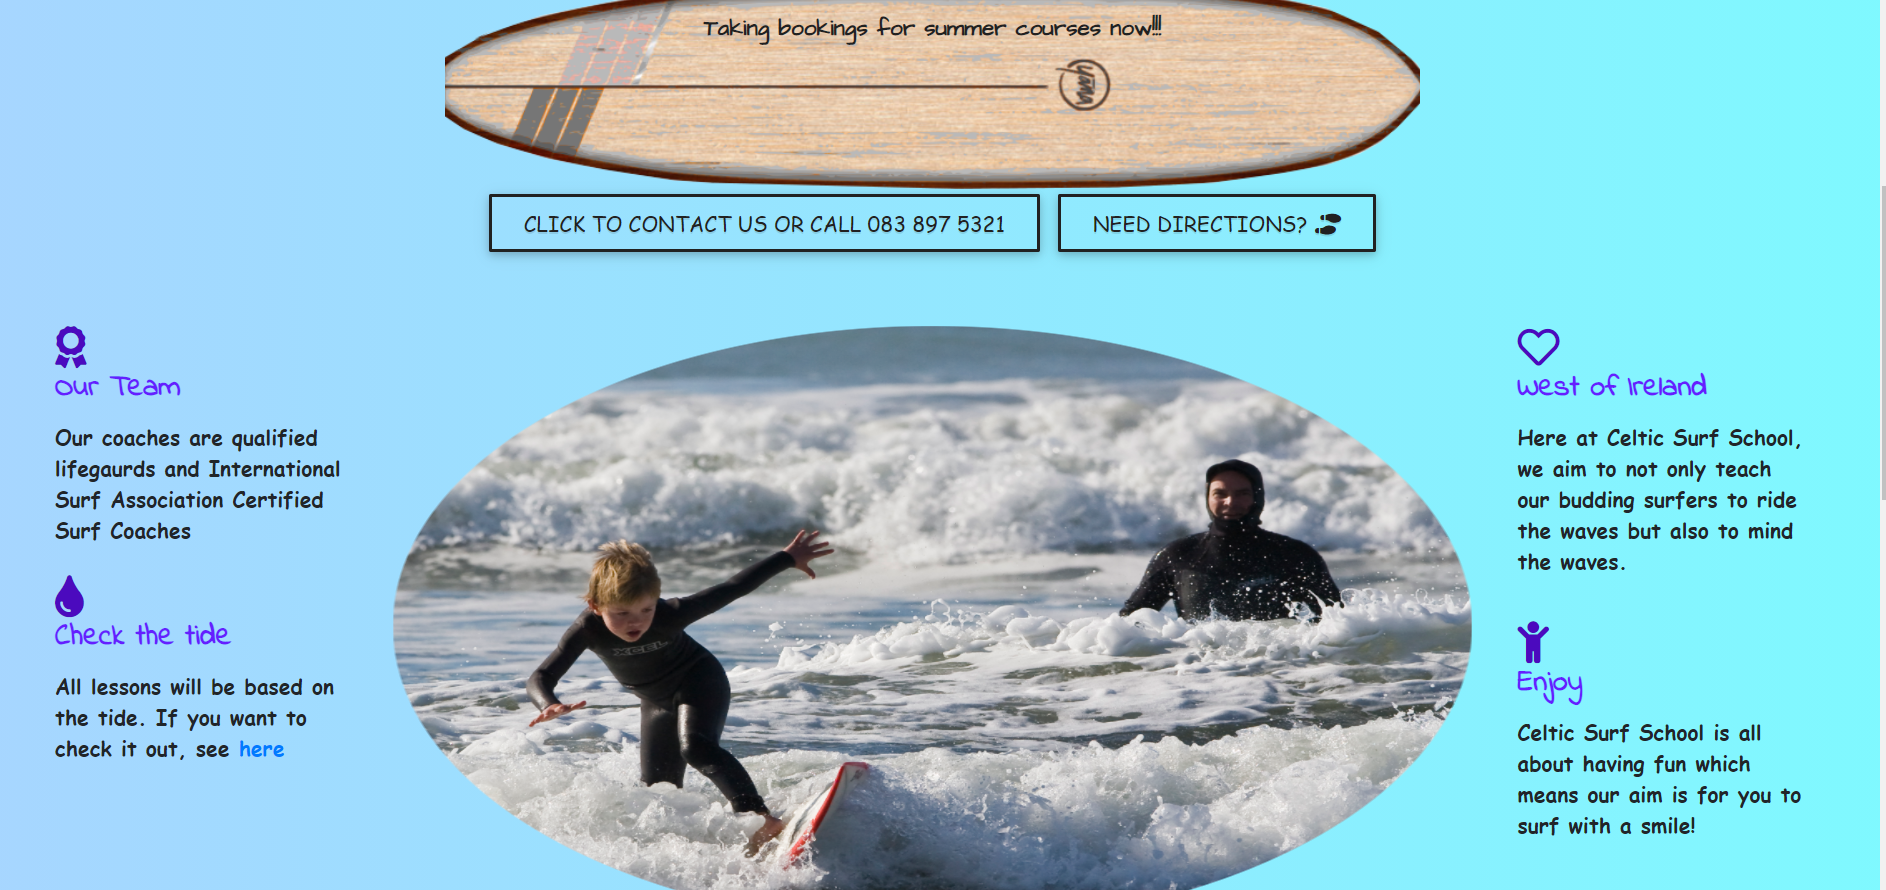 Taking bookings for summer courses now!!!
yama
CLICK TO CONTACT US OR CALL 083 897 5321
NEED DIRECTIONS?
Our Team
Our coaches are qualified
lifegaurds and International
Surf Association Certified
Surf Coaches
Check the tide
All lessons will be based on
the tide. If you want to
check it out, see here
XCEL
West of Ireland
Here at Celtic Surf School,
we aim to not only teach
our budding surfers to ride
the waves but also to mind
the waves.
Enjoy
Celtic Surf School is all
about having fun which
means our aim is for you to
surf with a smile!